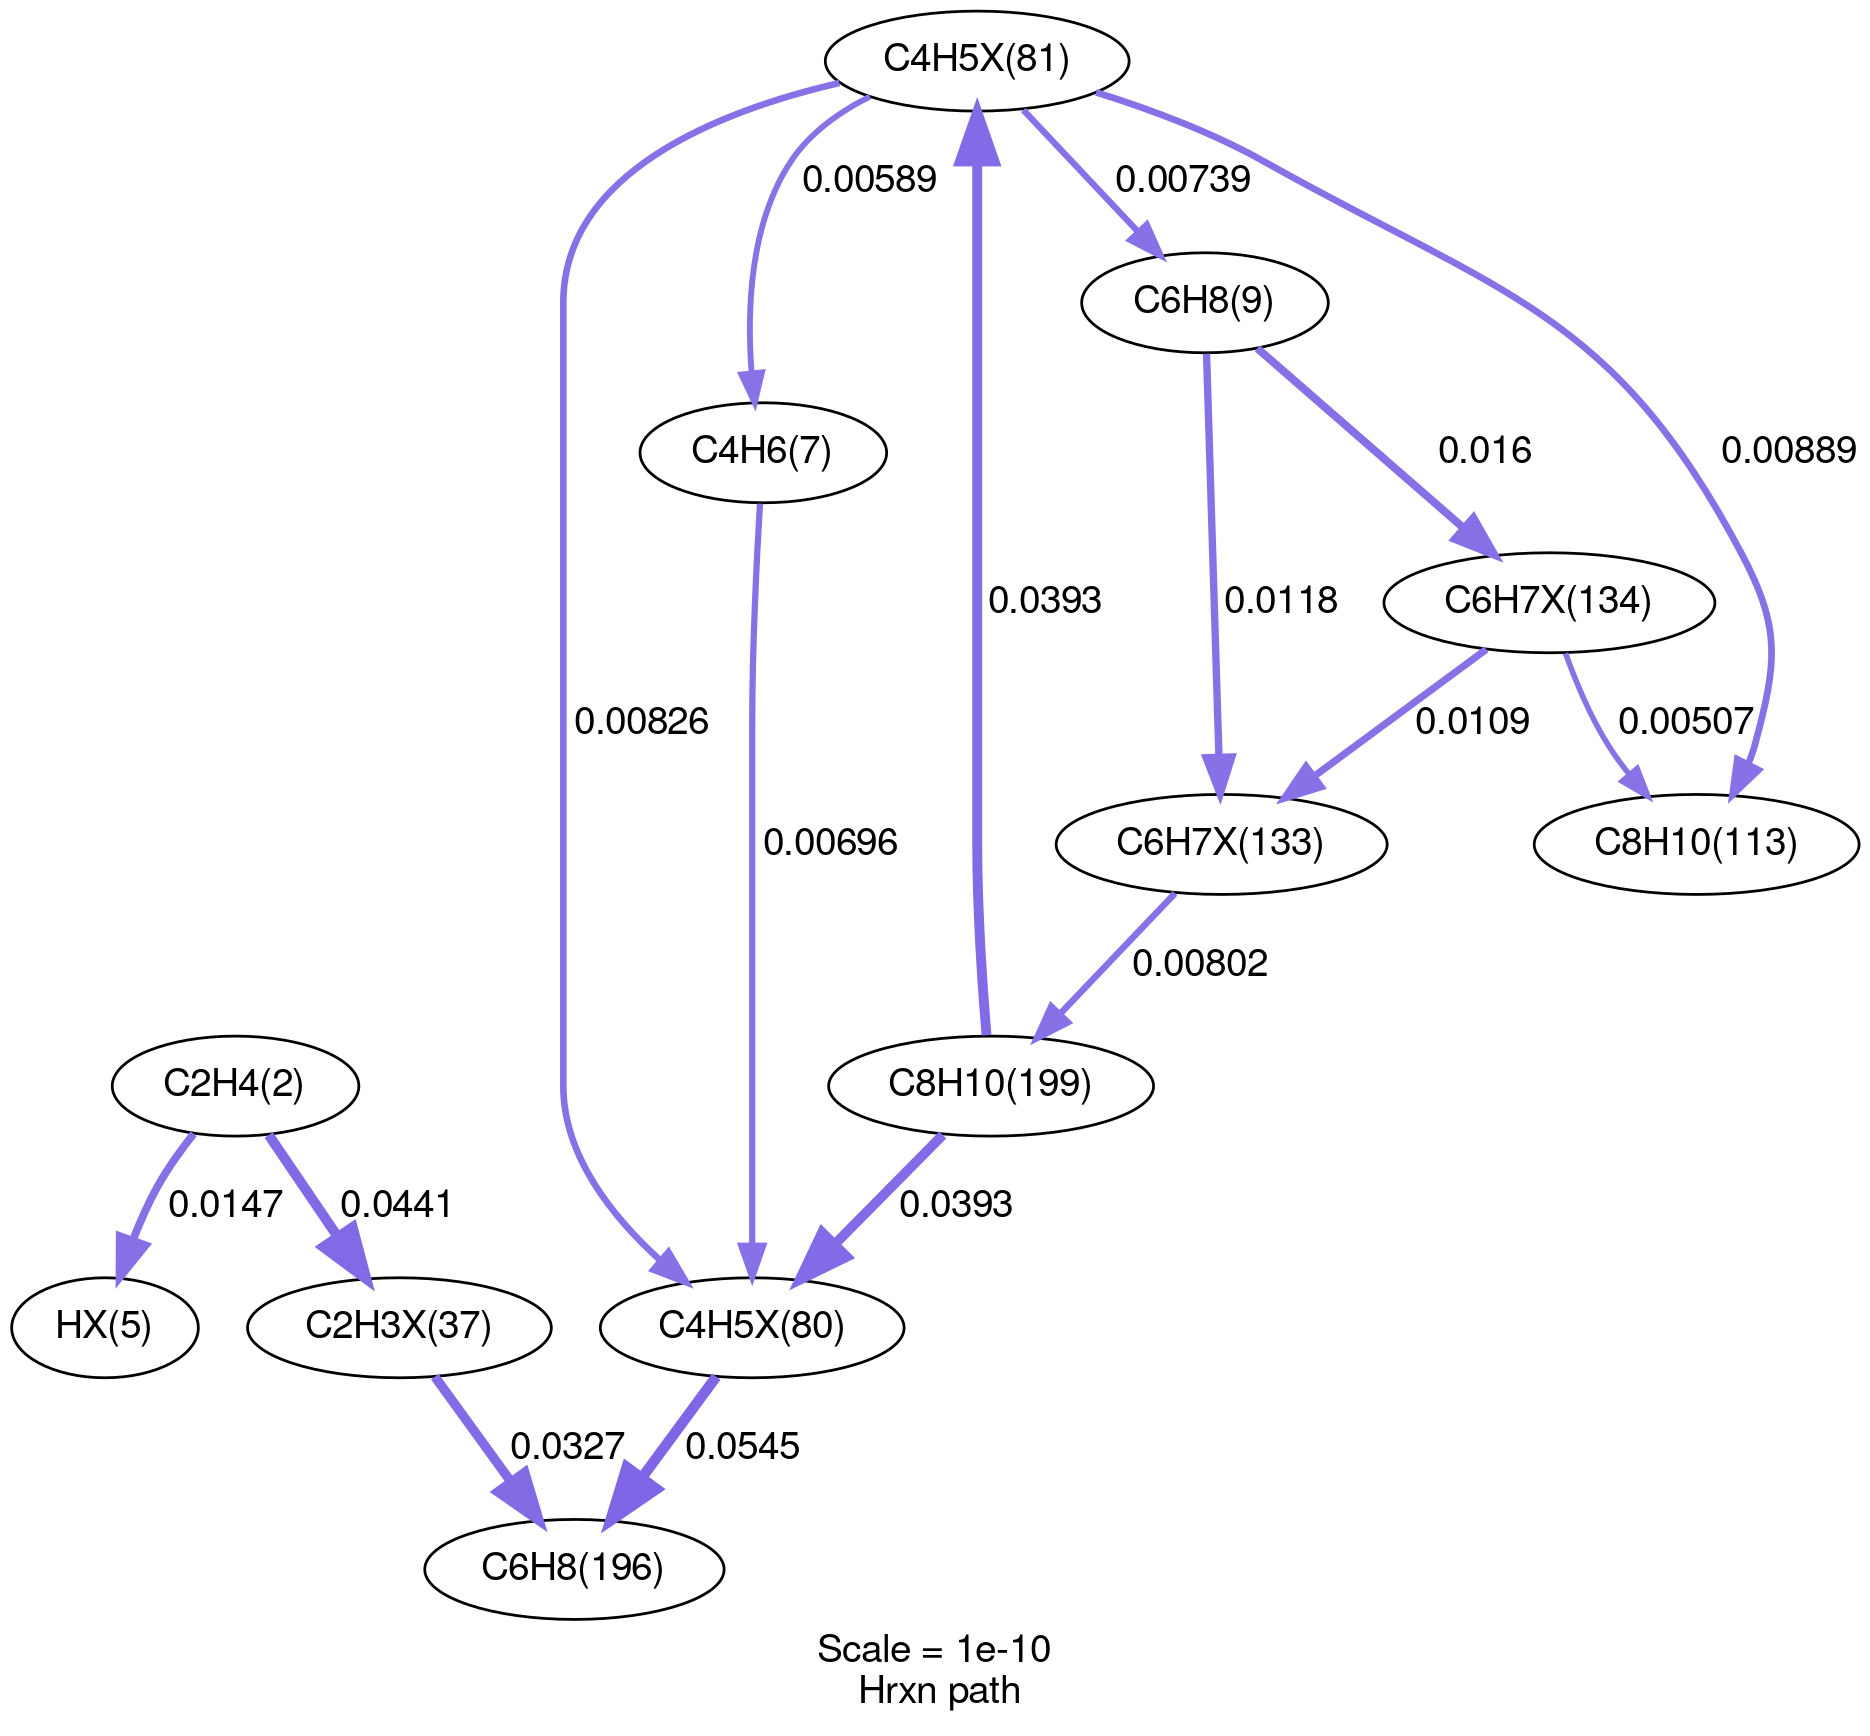 C4H5X(81)
0.00589
0.00739
C6H8(9)
C4H6(7)
0.016
0.00889
0.0393
0.0118
C6H7X(134)
0.00826
0.0109
0.00507
0.00696
C6H7X(133)
C8H10(113)
0.00802
C2H4(2)
C8H10(199)
0.0147
0.0441
0.0393
HX(5)
C2H3X(37)
C4H5X(80)
0.0327
0.0545
C6H8(196)
Scale = 1e-10
Hrxn path